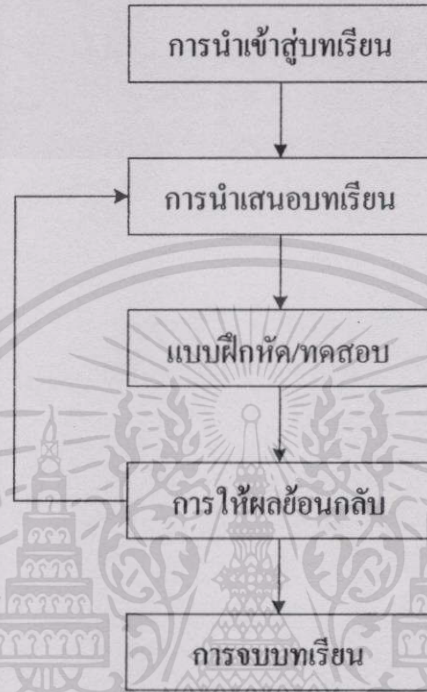 การนำเข้าสู่บทเรียน
การนำเสนอบทเรียน
แบบฝึกหัด/ทดสอบ
การให้ผลย้อนกลับ
การจบบทเรียน